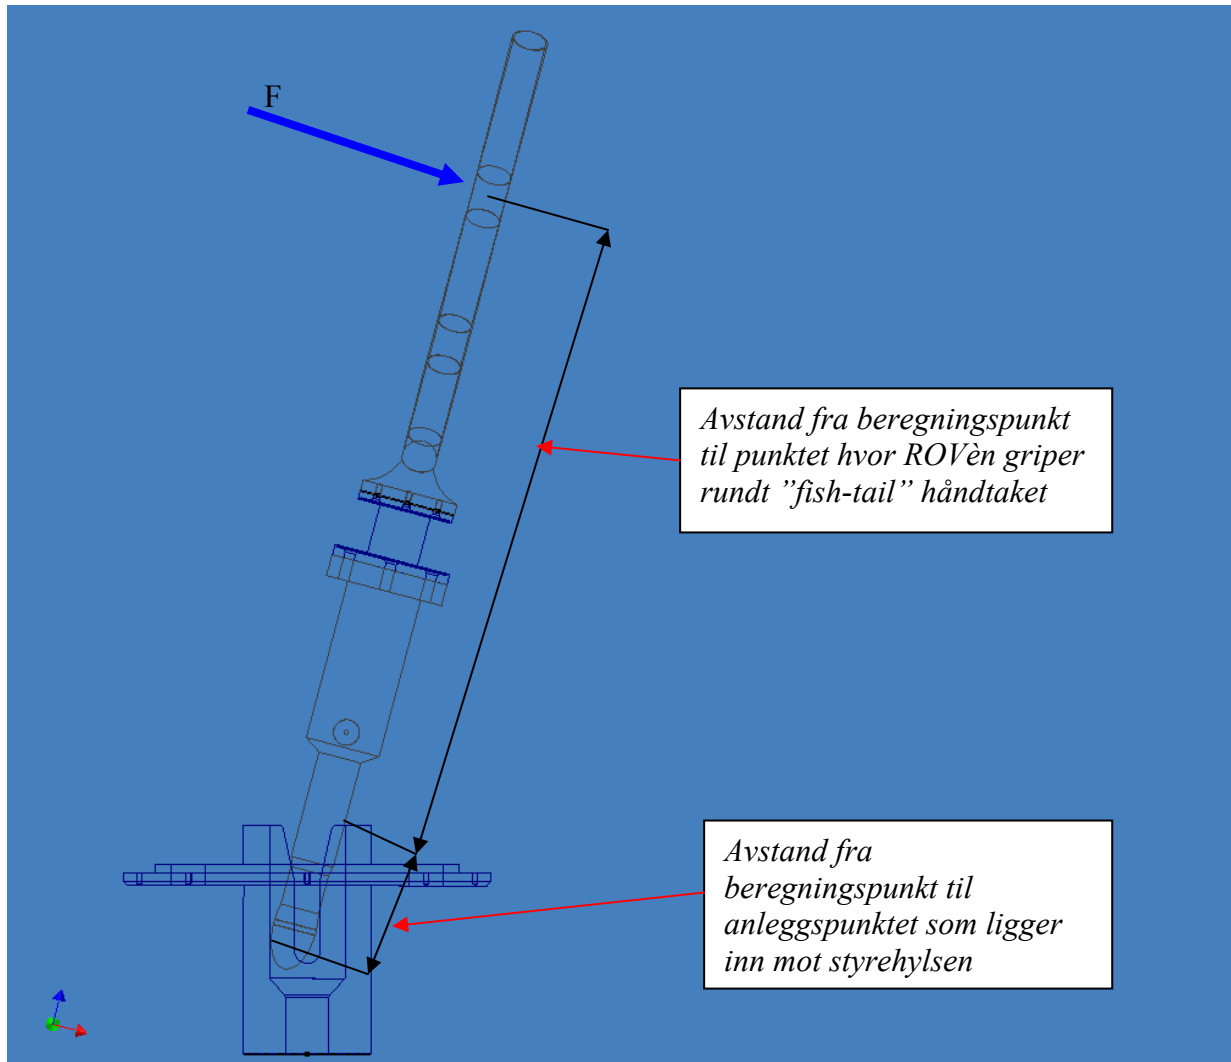 F
Avstand fra beregningspunkt
til punktet hvor ROVèn griper
rundt ”fish-tail” håndtaket
Avstand fra
beregningspunkt til
anleggspunktet som ligger
inn mot styrehylsen